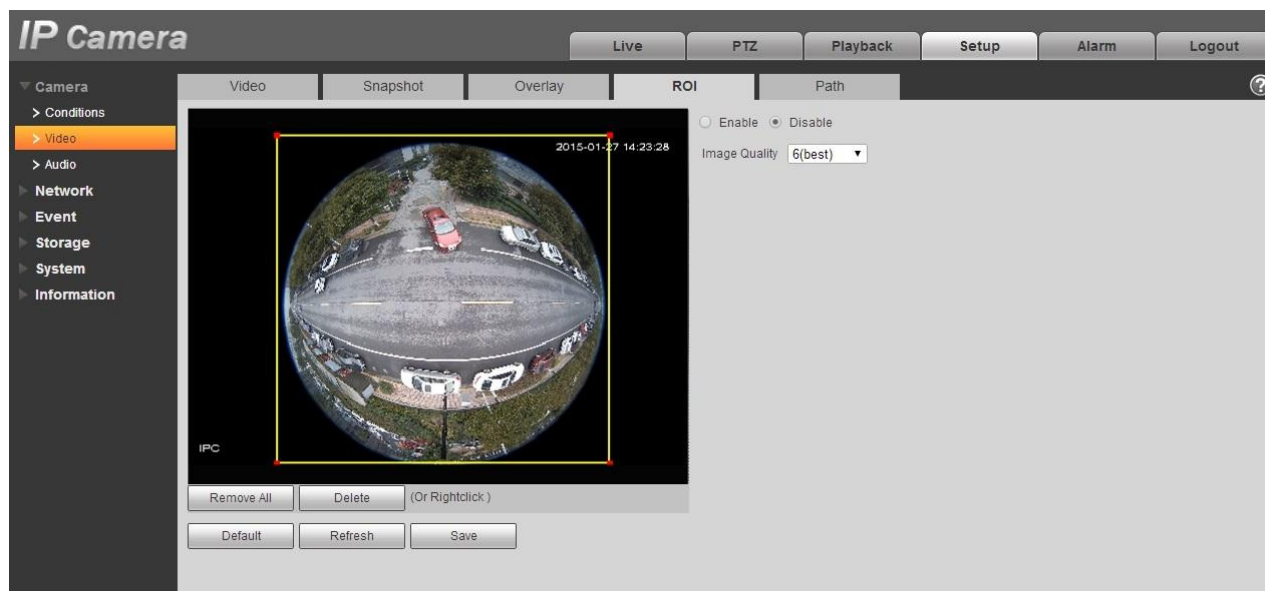 IP Camera
Live PTZ Playback Setup Alarm Logout
Camera
> Conditions
> Video
> Audio
Network
Event
Storage
System
Information
Video Snapshot Overlay ROI Path
?
2015-01-27 14:23:28
IPC
Enable Disable
Image Quality 6(best)
Remove All Delete (Or Rightclick )
Default Refresh Save